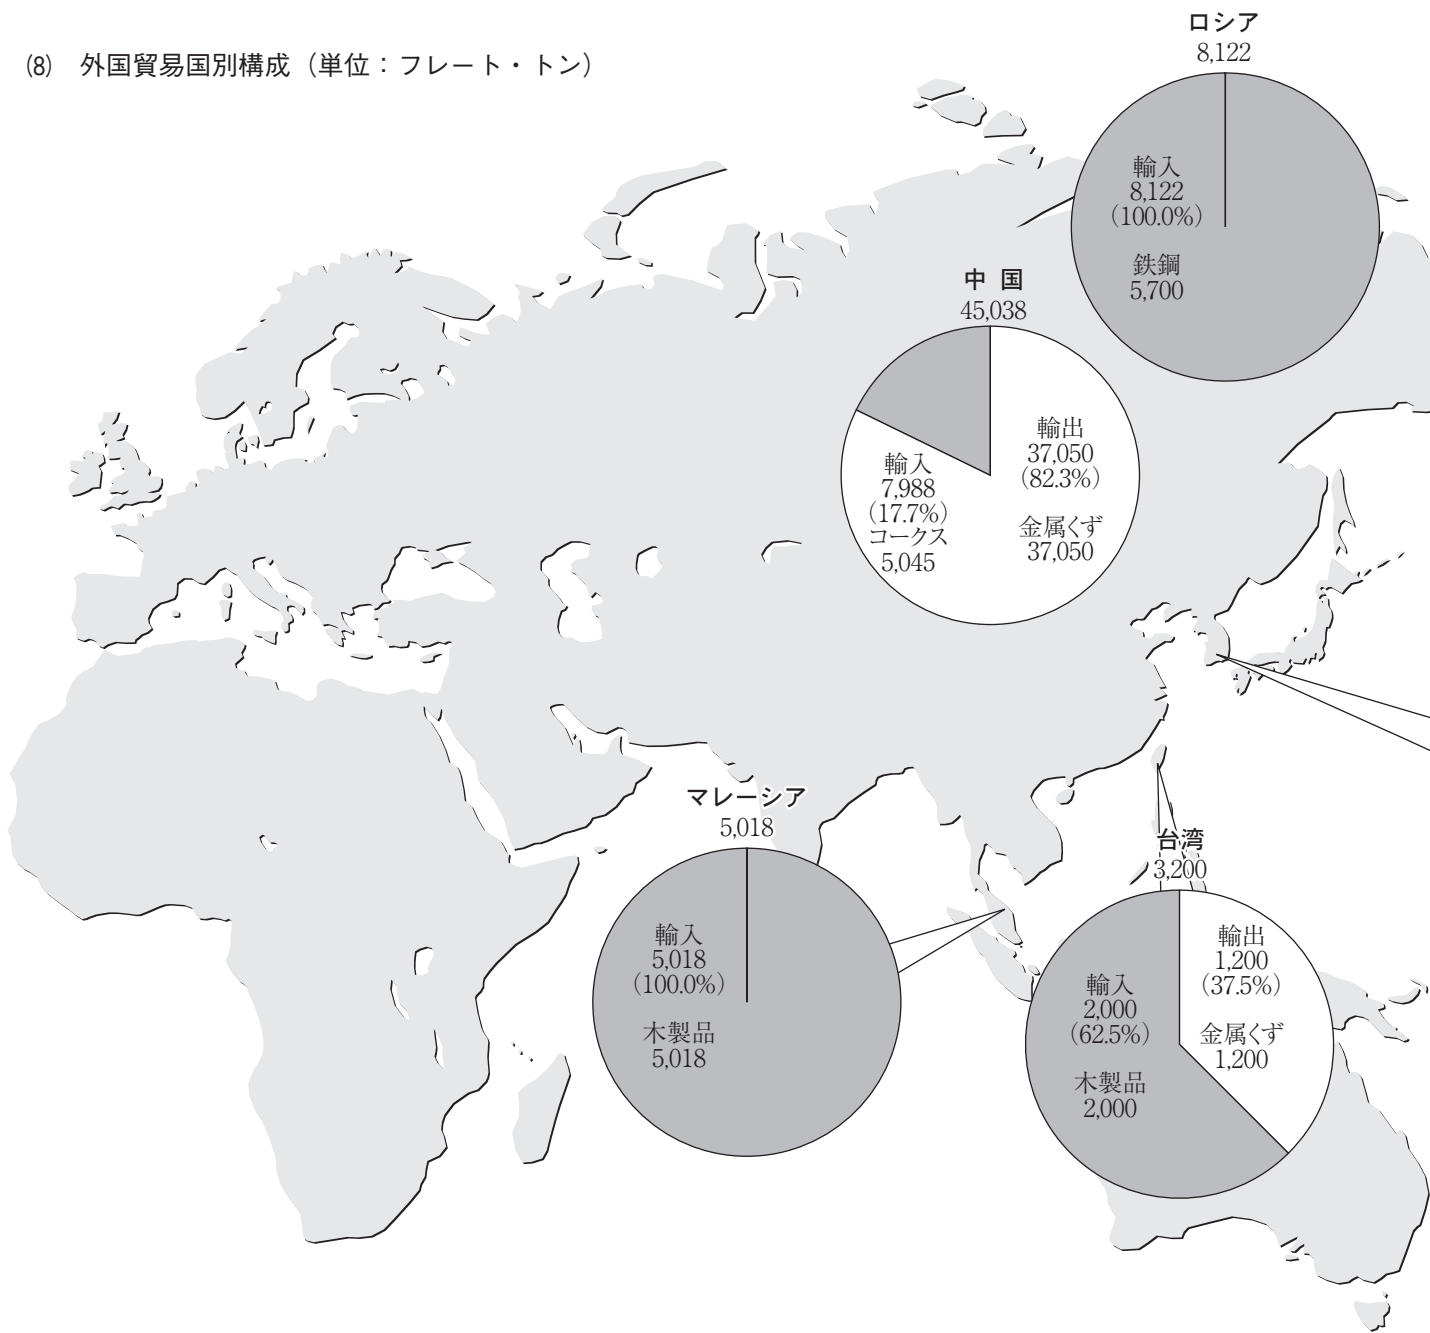 (8) 外国貿易国別構成（単位：フレート・トン）
ロシア
8,122
輸入
8,122
（100.0%）
鉄鋼
5,700
中国
45,038
輸出
37,050
（82.3%）
金属くず
37,050
輸入
7,988
（17.7%）
コークス
5,045
マレーシア
5,018
輸入
5,018
（100.0%）
木製品
5,018
台湾
3,200
輸出
1,200
（37.5%）
金属くず
1,200
輸入
2,000
（62.5%）
木製品
2,000